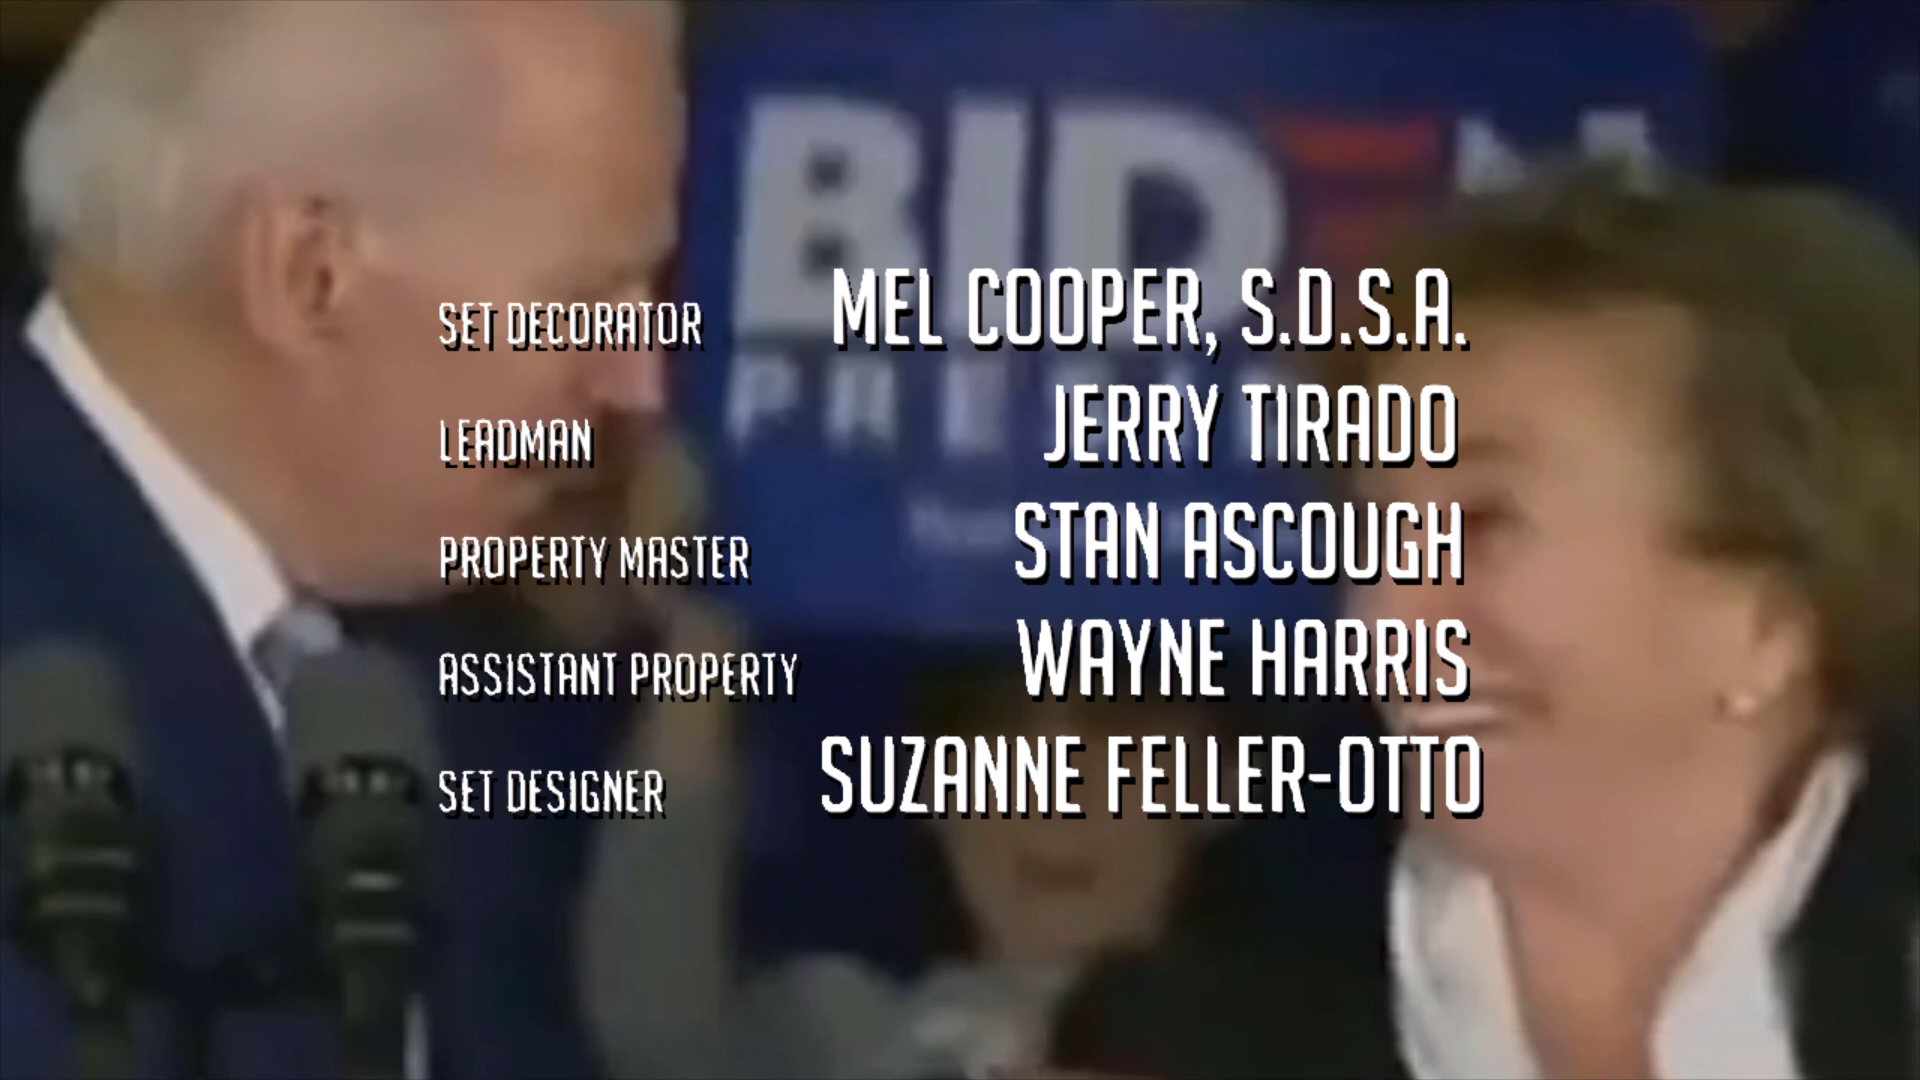 BIDEN
SET DECORATOR MEL COOPER, S.D.S.A.
LEADMAN JERRY TIRADO
PROPERTY MASTER STAN ASCOUGH
ASSISTANT PROPERTY WAYNE HARRIS
SET DESIGNER SUZANNE FELLER-OTTO